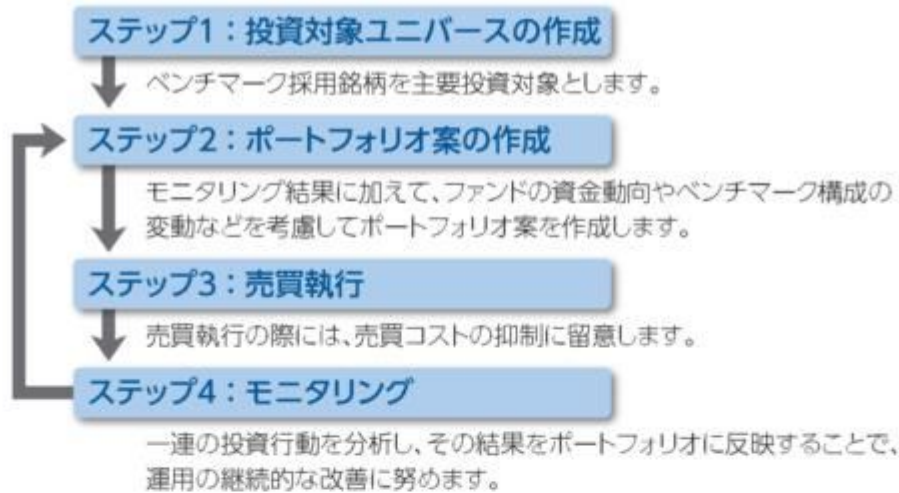 ステップ1：投資対象ユニバースの作成
ベンチマーク採用銘柄を主要投資対象とします。
ステップ2：ポートフォリオ案の作成
モニタリング結果に加えて、ファンドの資金動向やベンチマーク構成の
変動などを考慮してポートフォリオ案を作成します。
ステップ3：売買執行
売買執行の際には、売買コストの抑制に留意します。
ステップ4：モニタリング
一連の投資行動を分析し、その結果をポートフォリオに反映することで、
運用の継続的な改善に努めます。